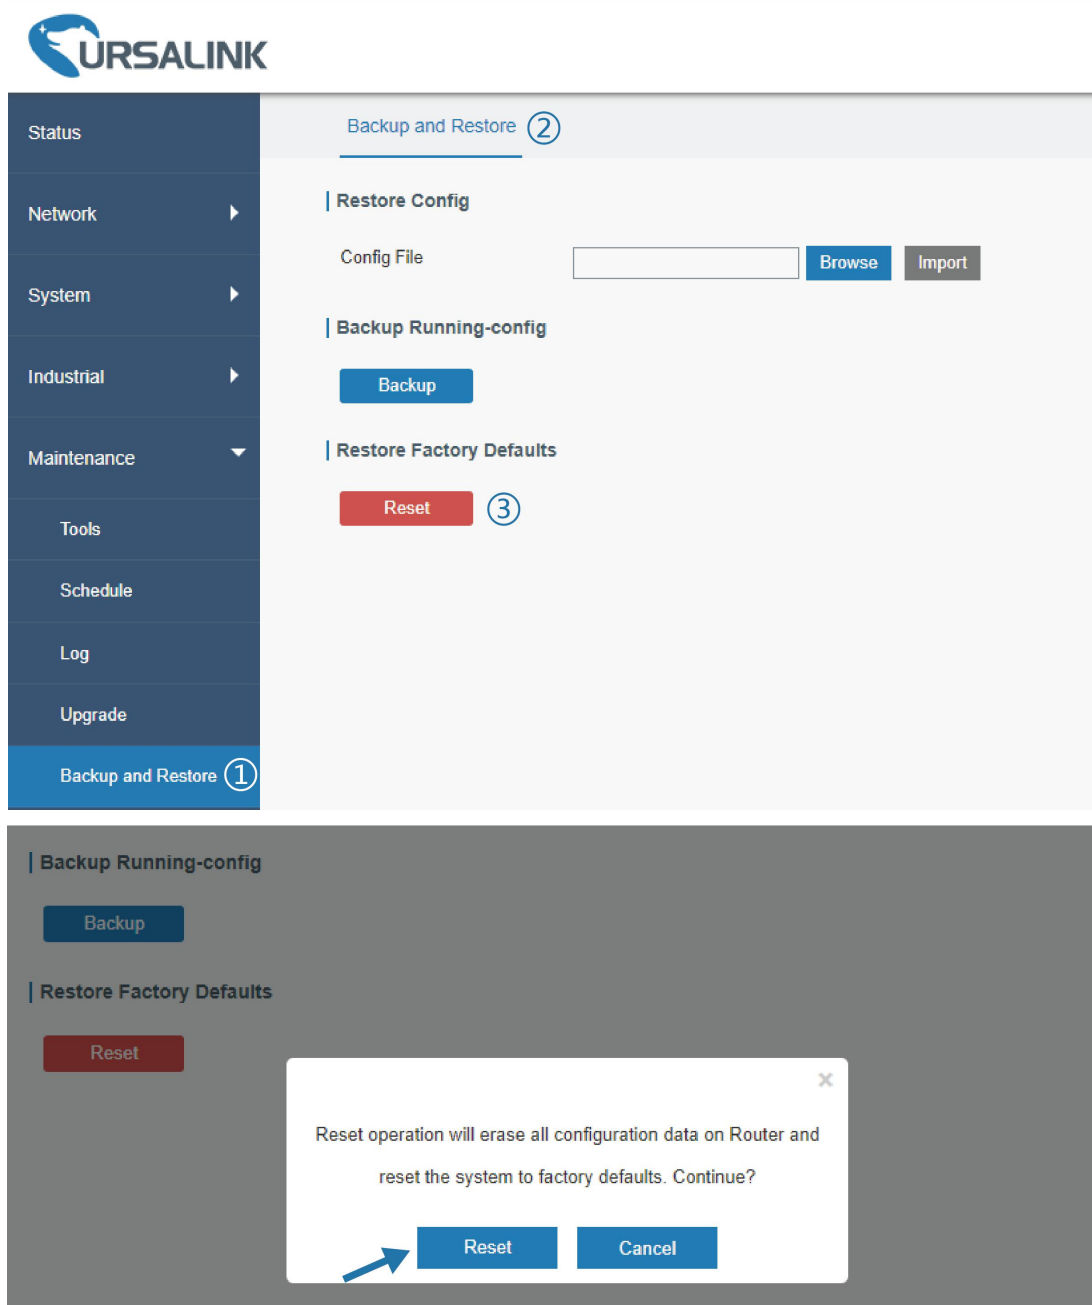 URSALINK
Status
Network
System
Industrial
Maintenance
Tools
Schedule
Log
Upgrade
Backup and Restore ①
Backup and Restore ②
Restore Config
Config File Browse Import
Backup Running-config
Backup
Restore Factory Defaults
Reset ③
Backup Running-config
Backup
Restore Factory Defaults
Reset
×
Reset operation will erase all configuration data on Router and
reset the system to factory defaults. Continue?
Reset Cancel